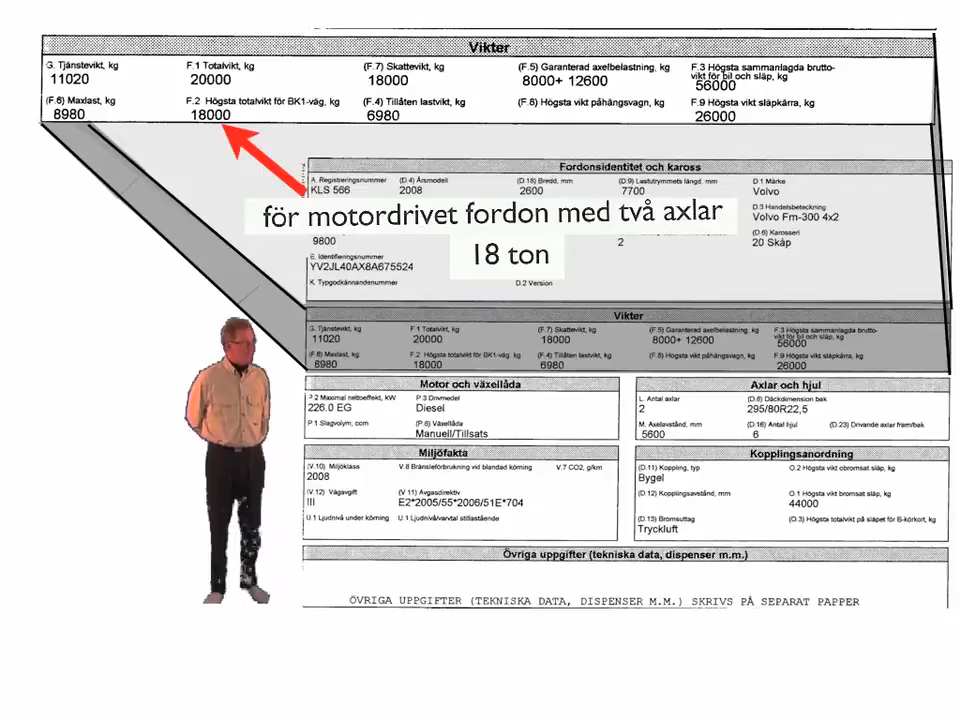 Vikter
G. Tjänstevikt, kg F.1 Totalvikt, kg (F.7) Skattevikt, kg (F.5) Garanterad axelbelastning, kg F.3 Högsta sammanlagda brutto-
vikt för bil och släp, kg
11020 20000 18000 8000+ 12600 56000
(F.6) Maxlast, kg F.2 Högsta totalvikt för BK1-väg, kg (F.4) Tillåten lastvikt, kg (F.8) Högsta vikt påhängsvagn, kg F.9 Högsta vikt släpkärra, kg
8980 18000 6980 26000
Fordonsidentitet och kaross
A. Registreringsnummer (D.4) Årsmodell (D.18) Bredd, mm (D.9) Lastutrymmets längd, mm D.1 Märke
KLS 566 2008 2600 7700 Volvo
för motordrivet fordon med två axlar
D.3 Handelsbeteckning
Volvo Fm-300 4x2
(D.6) Karosseri
9800 2 20 Skåp
18 ton
E. Identifieringsnummer
YV2JL40AX8A675524
K. Typgodkännandenummer D.2 Version
Vikter
G. Tjänstevikt, kg F.1 Totalvikt, kg (F.7) Skattevikt, kg (F.5) Garanterad axelbelastning, kg F.3 Högsta sammanlagda brutto-
vikt för bil och släp, kg
11020 20000 18000 8000+ 12600 56000
(F.6) Maxlast, kg F.2 Högsta totalvikt för BK1-väg, kg (F.4) Tillåten lastvikt, kg (F.8) Högsta vikt påhängsvagn, kg F.9 Högsta vikt släpkärra, kg
8980 18000 6980 26000
Motor och växellåda
P.2 Maximal nettoeffekt, kW P.3 Drivmedel
226.0 EG Diesel
P.1 Slagvolym, ccm (P.6) Växellåda
Manuell/Tillsats
Axlar och hjul
L. Antal axlar (D.8) Däckdimension bak
2 295/80R22,5
M. Axelavstånd, mm (D.16) Antal hjul (D.23) Drivande axlar fram/bak
5600 6
Miljöfakta
(V.10) Miljöklass V.8 Bränsleförbrukning vid blandad körning V.7 CO2, g/km
2008
(V.12) Vägavgift (V.11) Avgasdirektiv
III E2*2005/55*2006/51E*704
U.1 Ljudnivå under körning U.1 Ljudnivå/varvtal stillastående
Kopplingsanordning
(D.11) Koppling, typ O.2 Högsta vikt obromsat släp, kg
Bygel
(D.12) Kopplingsavstånd, mm O.1 Högsta vikt bromsat släp, kg
44000
(D.13) Bromsuttag (O.3) Högsta totalvikt på släpet för B-körkort, kg
Tryckluft
Övriga uppgifter (tekniska data, dispenser m.m.)
ÖVRIGA UPPGIFTER (TEKNISKA DATA, DISPENSER M.M.) SKRIVS PÅ SEPARAT PAPPER